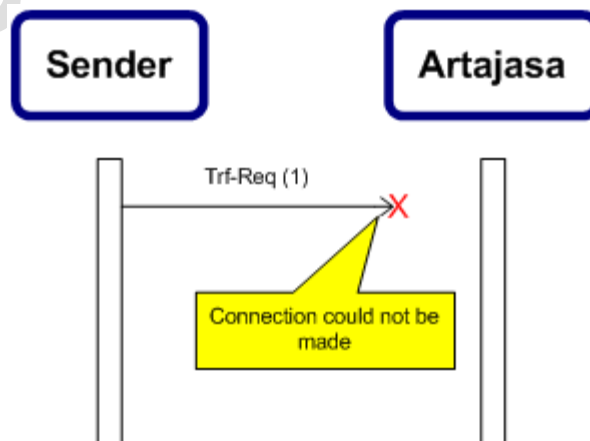 Sender
Artajasa
Trf-Req (1)
X
Connection could not be
made